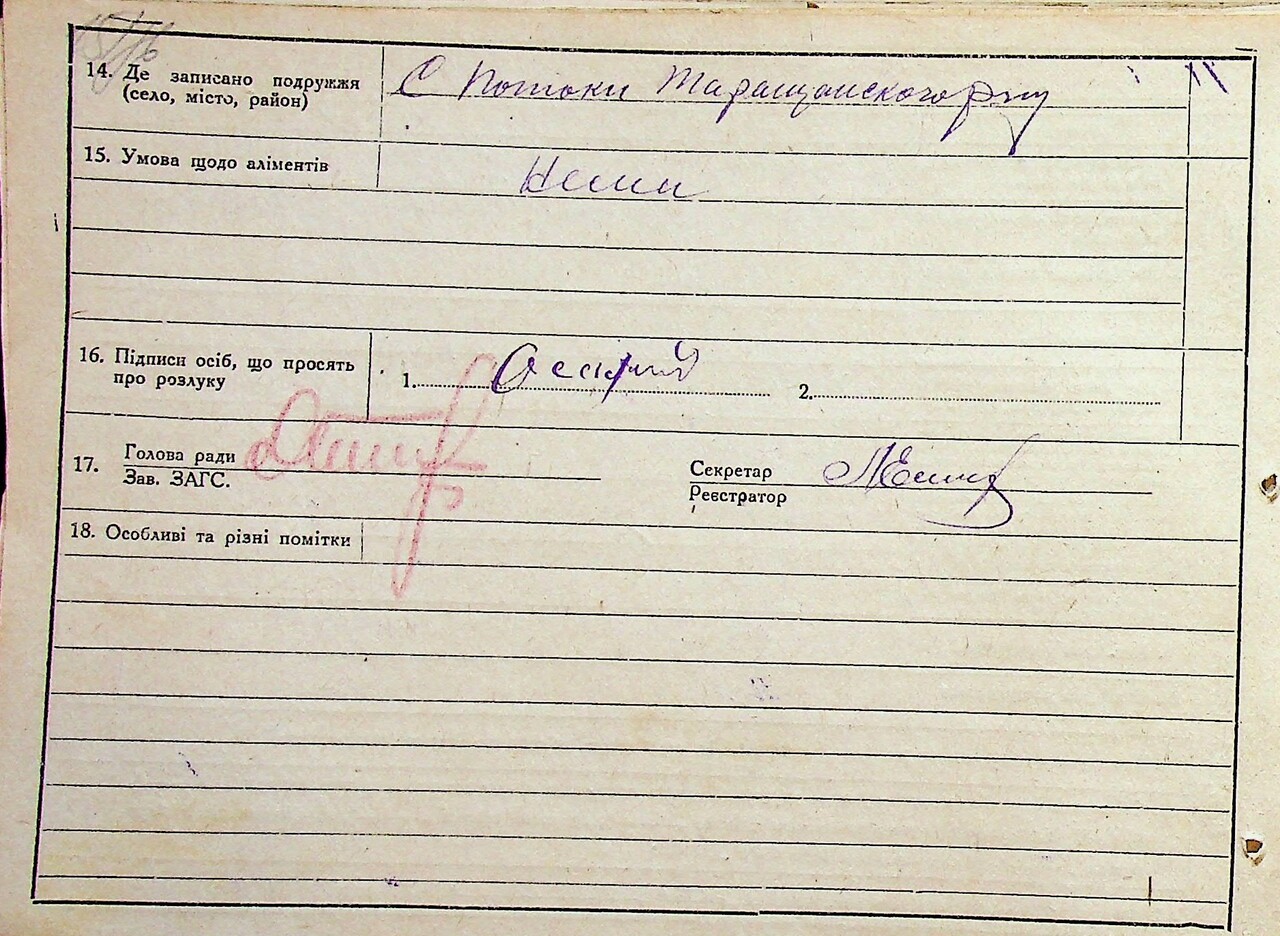 14. Де записано подружжя
(село, місто, район)
С Потоки Таращанского р-ну
15. Умова щодо аліментів
Нема
16. Підписи осіб, що просять
про розлуку
1.
2.
17. Голова ради
Зав. ЗАГС.
Секретар
Реєстратор
18. Особливі та різні помітки